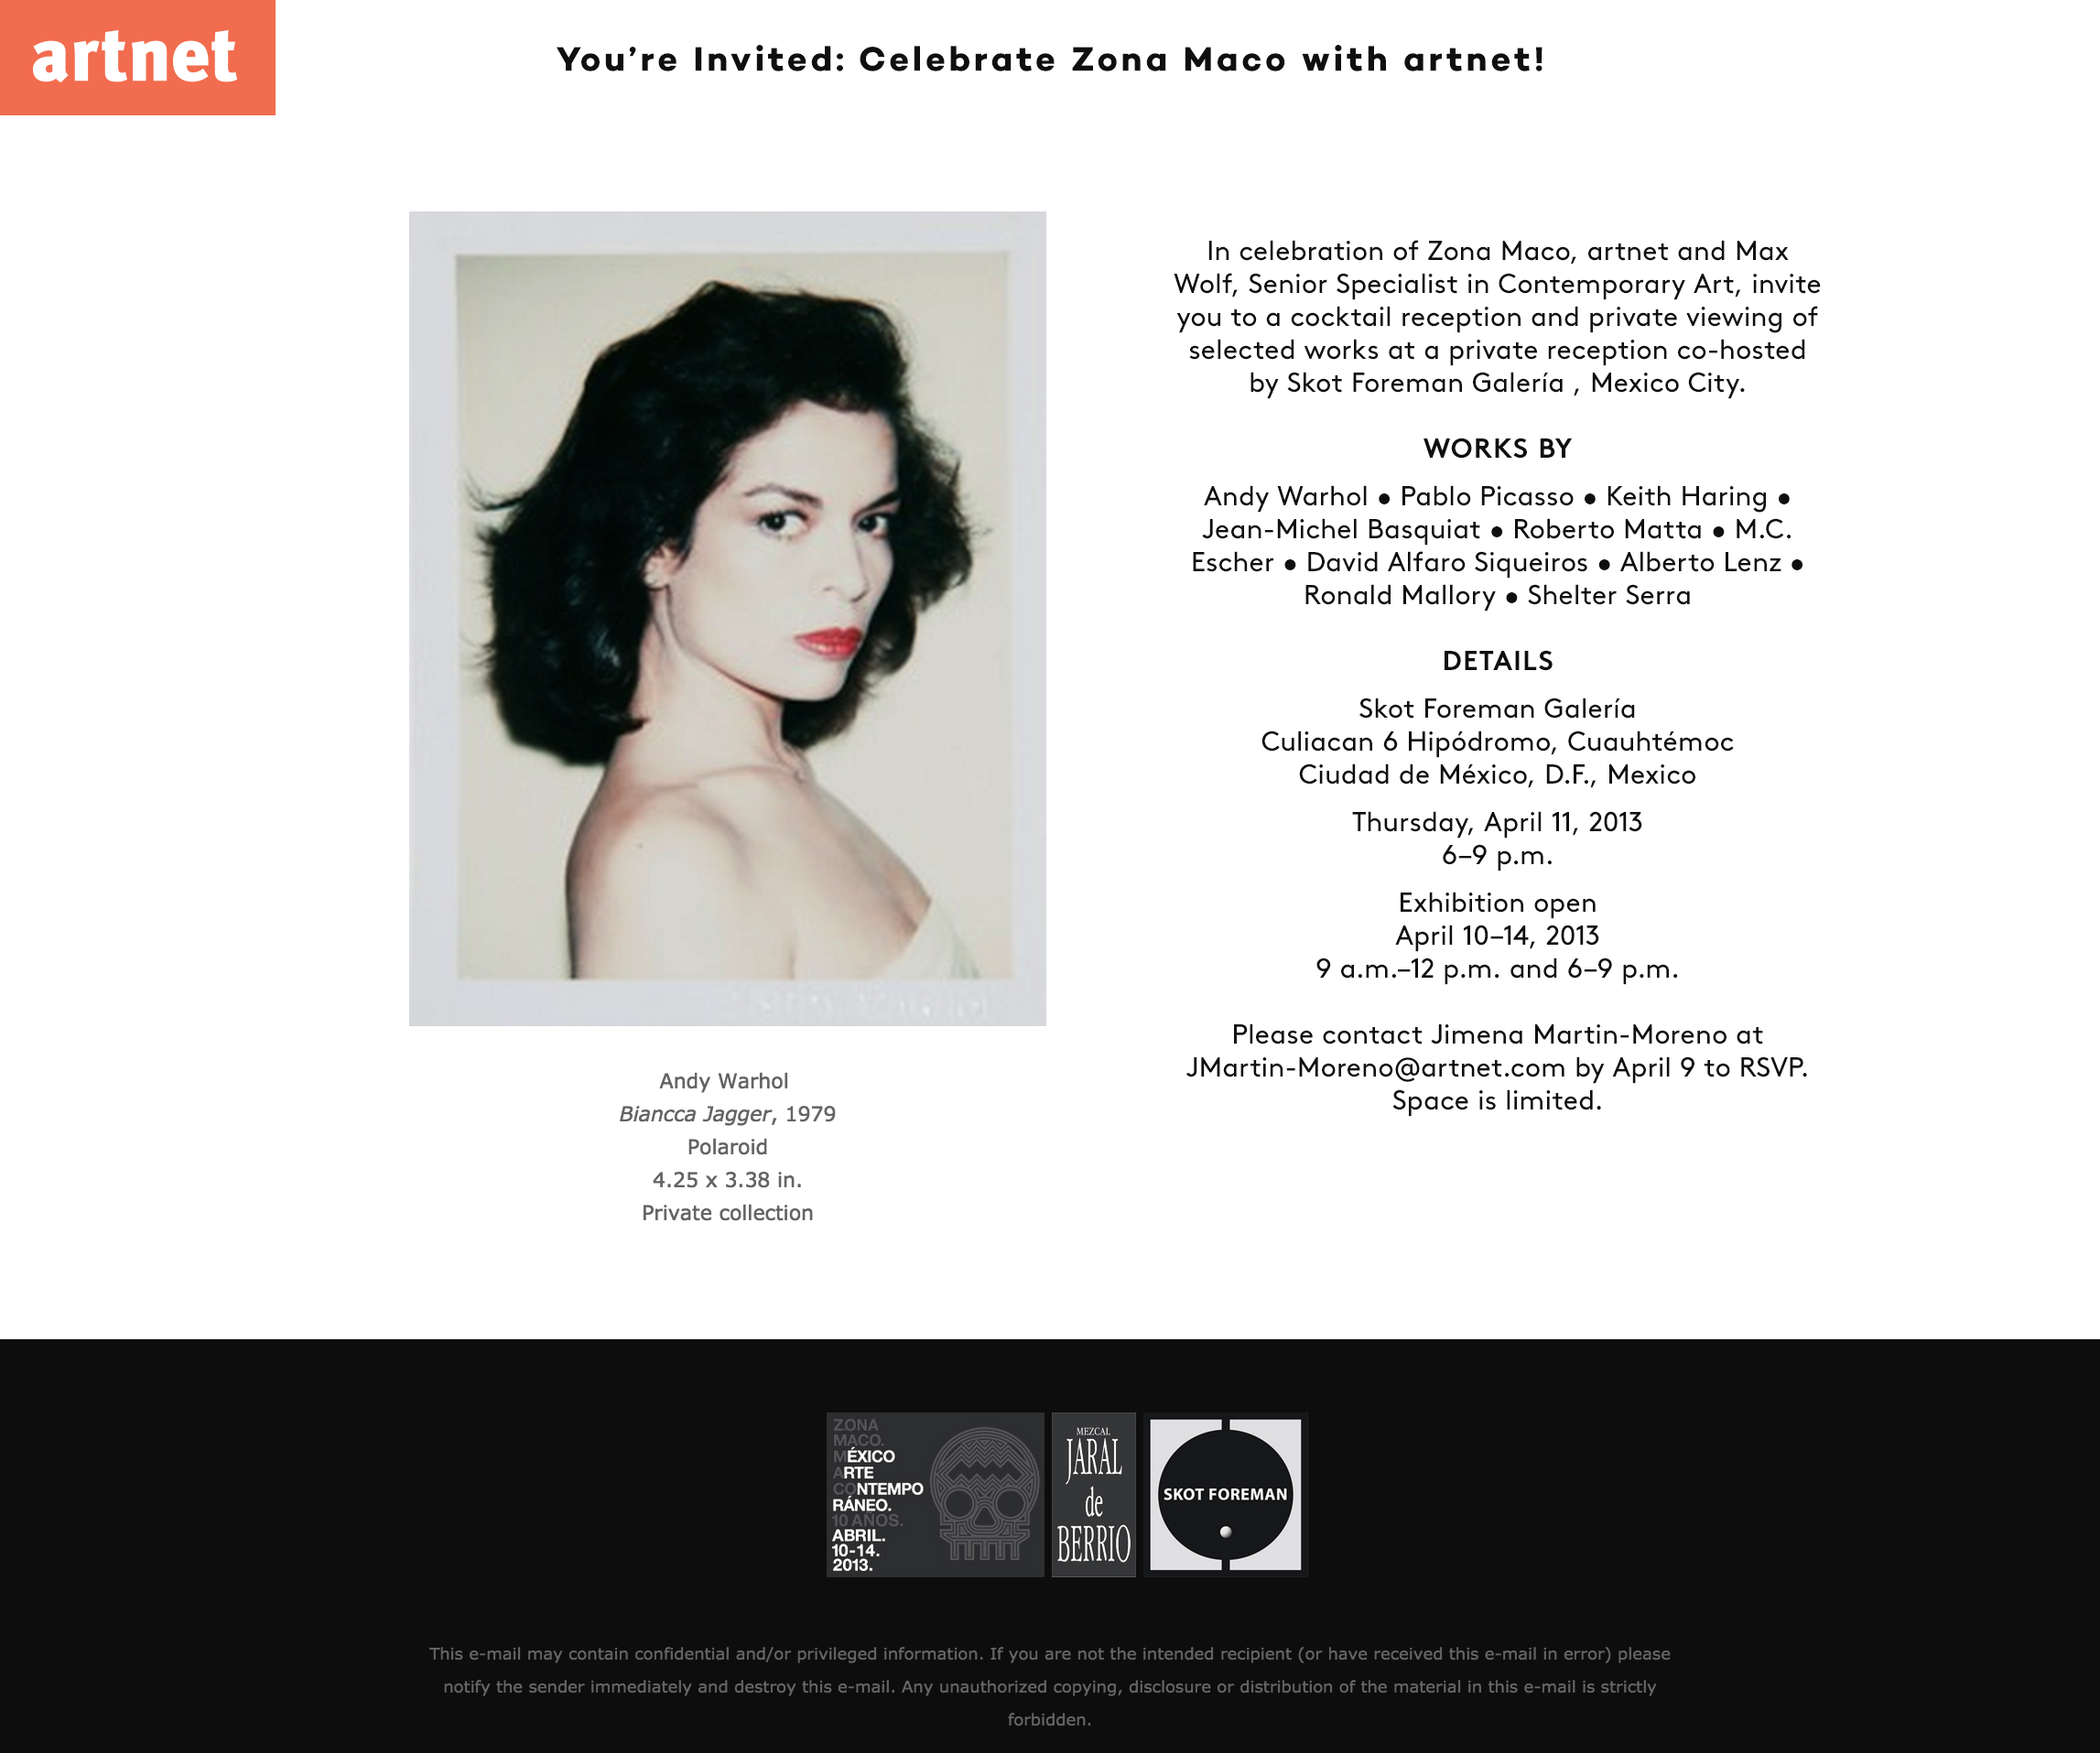 artnet
You’re Invited: Celebrate Zona Maco with artnet!
In celebration of Zona Maco, artnet and Max
Wolf, Senior Specialist in Contemporary Art, invite
you to a cocktail reception and private viewing of
selected works at a private reception co-hosted
by Skot Foreman Galería , Mexico City.
WORKS BY
Andy Warhol ● Pablo Picasso ● Keith Haring ●
Jean-Michel Basquiat ● Roberto Matta ● M.C.
Escher ● David Alfaro Siqueiros ● Alberto Lenz ●
Ronald Mallory ● Shelter Serra
DETAILS
Skot Foreman Galería
Culiacan 6 Hipódromo, Cuauhtémoc
Ciudad de México, D.F., Mexico
Thursday, April 11, 2013
6–9 p.m.
Exhibition open
April 10–14, 2013
9 a.m.–12 p.m. and 6–9 p.m.
Please contact Jimena Martin-Moreno at
JMartin-Moreno@artnet.com by April 9 to RSVP.
Space is limited.
Andy Warhol
Biancca Jagger, 1979
Polaroid
4.25 x 3.38 in.
Private collection
ZONA
MACO.
MÉXICO
ARTE
CONTEMPO
RÁNEO.
10 AÑOS.
ABRIL.
10-14.
2013.
MEZCAL
JARAL
de
BERRIO
SKOT FOREMAN
This e-mail may contain confidential and/or privileged information. If you are not the intended recipient (or have received this e-mail in error) please
notify the sender immediately and destroy this e-mail. Any unauthorized copying, disclosure or distribution of the material in this e-mail is strictly
forbidden.